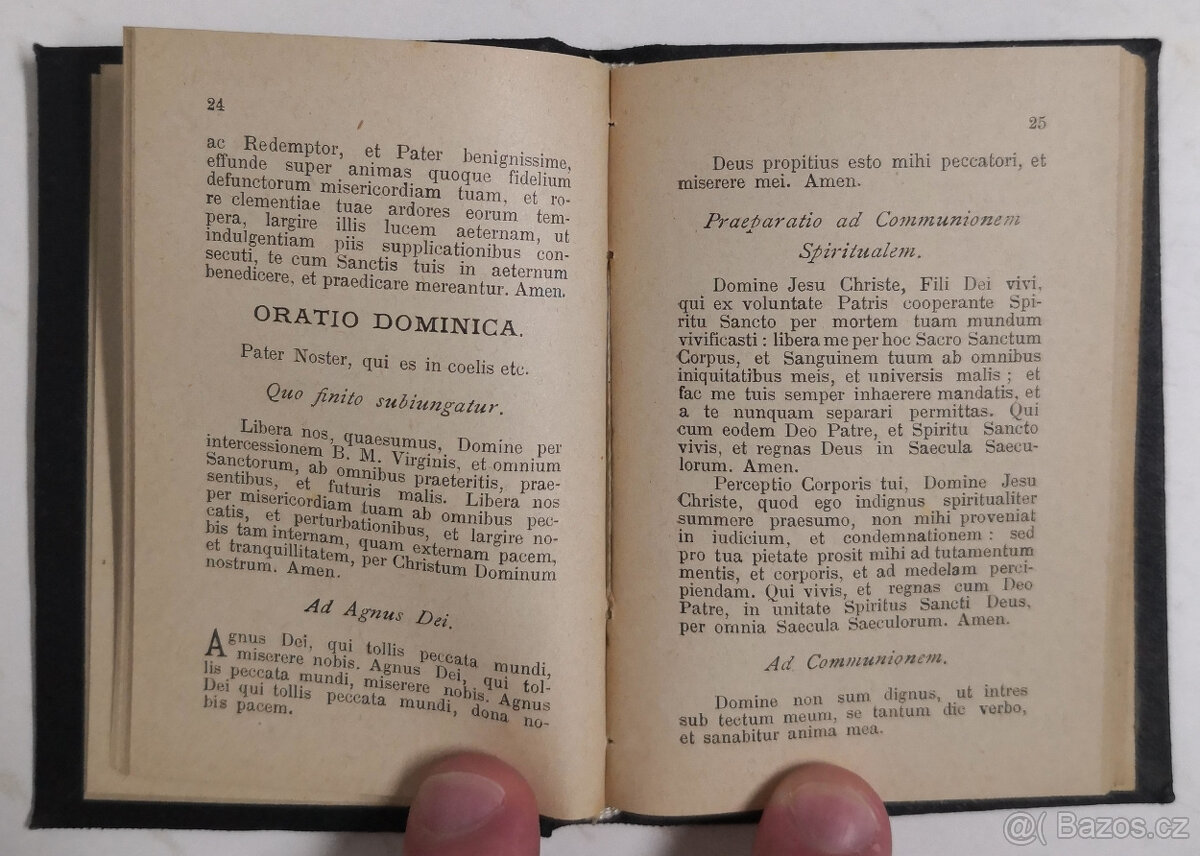 24
ac Redemptor, et Pater benignissime,
effunde super animas quoque fidelium
defunctorum misericordiam tuam, et ro-
re clementiae tuae ardores eorum tem-
pera, largire illis lucem aeternam, ut
indulgentiam piis supplicationibus con-
secuti, te cum Sanctis tuis in aeternum
benedicere, et praedicare mereantur. Amen.
ORATIO DOMINICA.
Pater Noster, qui es in coelis etc.
Quo finito subiungatur.
Libera nos, quaesumus, Domine per
intercessionem B. M. Virginis, et omnium
Sanctorum, ab omnibus praeteritis, prae-
sentibus, et futuris malis. Libera nos
per misericordiam tuam ab omnibus pec-
catis, et perturbationibus, et largire no-
bis tam internam, quam externam pacem,
et tranquillitatem, per Christum Dominum
nostrum. Amen.
Ad Agnus Dei.
Agnus Dei, qui tollis peccata mundi,
miserere nobis. Agnus Dei, qui tol-
lis peccata mundi, miserere nobis. Agnus
Dei qui tollis peccata mundi, dona no-
bis pacem.
25
Deus propitius esto mihi peccatori, et
miserere mei. Amen.
Praeparatio ad Communionem
Spiritualem.
Domine Jesu Christe, Fili Dei vivi,
qui ex voluntate Patris cooperante Spi-
ritu Sancto per mortem tuam mundum
vivificasti : libera me per hoc Sacro Sanctum
Corpus, et Sanguinem tuum ab omnibus
iniquitatibus meis, et universis malis ; et
fac me tuis semper inhaerere mandatis, et
a te nunquam separari permittas. Qui
cum eodem Deo Patre, et Spiritu Sancto
vivis, et regnas Deus in Saecula Saecu-
lorum. Amen.
Perceptio Corporis tui, Domine Jesu
Christe, quod ego indignus spiritualiter
summere praesumo, non mihi proveniat
in iudicium, et condemnationem : sed
pro tua pietate prosit mihi ad tutamentum
mentis, et corporis, et ad medelam perci-
piendam. Qui vivis, et regnas cum Deo
Patre, in unitate Spiritus Sancti Deus,
per omnia Saecula Saeculorum. Amen.
Ad Communionem.
Domine non sum dignus, ut intres
sub tectum meum, se tantum dic verbo,
et sanabitur anima mea.
@( Bazos.cz